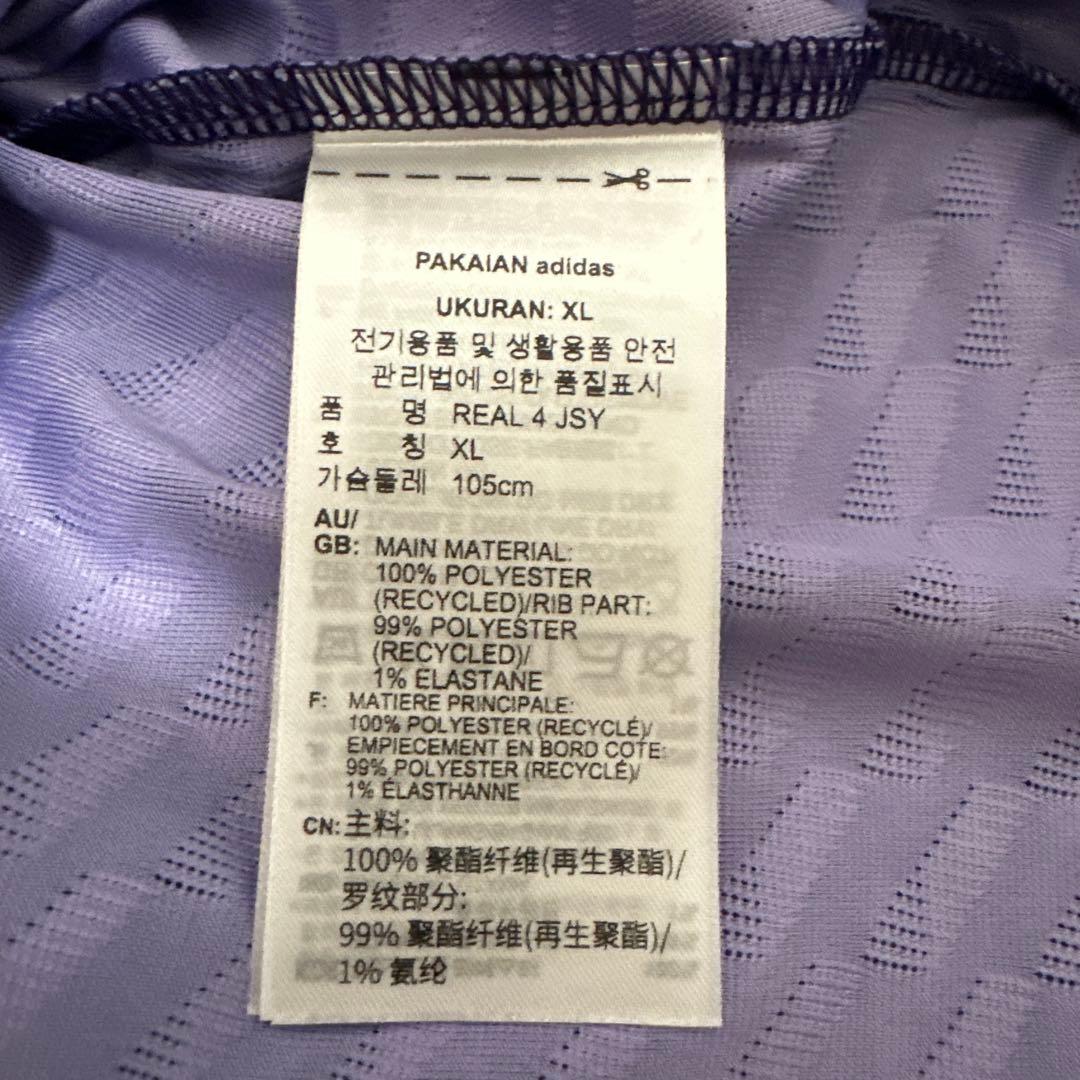 PAKAIAN adidas
UKURAN: XL
전기용품 및 생활용품 안전
관리법에 의한 품질표시
품 명 REAL 4 JSY
호 칭 XL
가슴둘레 105cm
AU/
GB: MAIN MATERIAL:
100% POLYESTER
(RECYCLED)/RIB PART:
99% POLYESTER
(RECYCLED)/
1% ELASTANE
F: MATIERE PRINCIPALE:
100% POLYESTER (RECYCLÉ)/
EMPIECEMENT EN BORD COTE:
99% POLYESTER (RECYCLÉ)/
1% ÉLASTHANNE
CN: 主料:
100% 聚酯纤维(再生聚酯)/
罗纹部分:
99% 聚酯纤维(再生聚酯)/
1% 氨纶